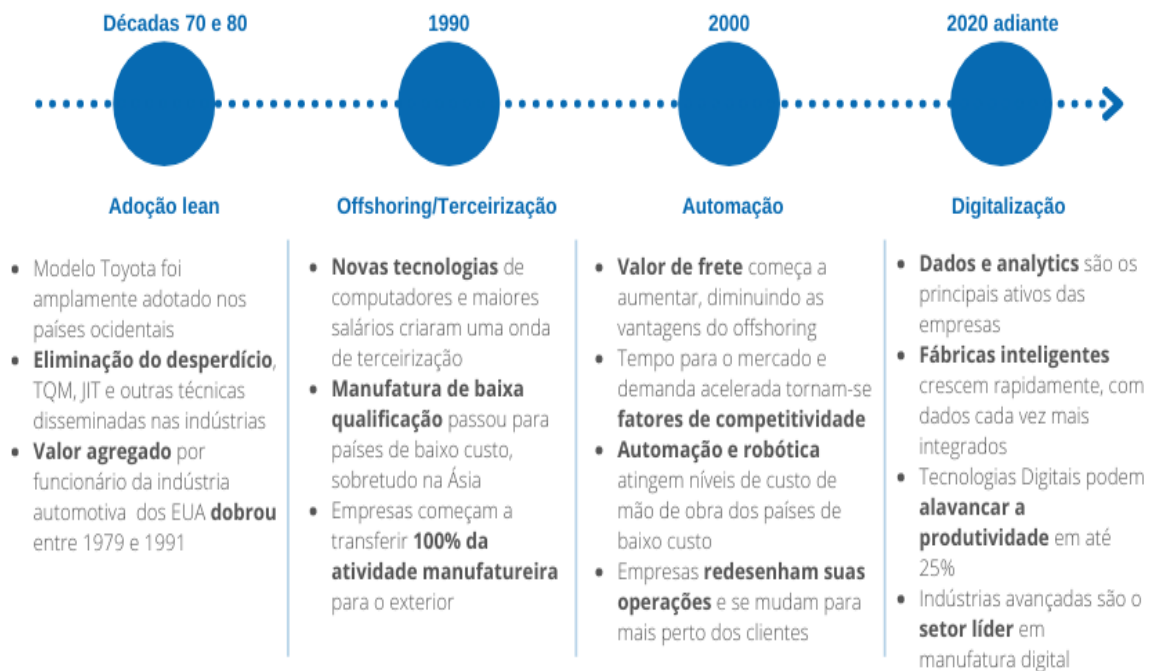 Décadas 70 e 80
1990
2000
2020 adiante
Adoção lean
Offshoring/Terceirização
Automação
Digitalização
• Modelo Toyota foi
amplamente adotado nos
países ocidentais
• Eliminação do desperdício,
TQM, JIT e outras técnicas
disseminadas nas indústrias
• Valor agregado por
funcionário da indústria
automotiva dos EUA dobrou
entre 1979 e 1991
• Novas tecnologias de
computadores e maiores
salários criaram uma onda
de terceirização
• Manufatura de baixa
qualificação passou para
países de baixo custo,
sobretudo na Ásia
• Empresas começam a
transferir 100% da
atividade manufatureira
para o exterior
• Valor de frete começa a
aumentar, diminuindo as
vantagens do offshoring
• Tempo para o mercado e
demanda acelerada tornam-se
fatores de competitividade
• Automação e robótica
atingem níveis de custo de
mão de obra dos países de
baixo custo
• Empresas redesenham suas
operações e se mudam para
mais perto dos clientes
• Dados e analytics são os
principais ativos das
empresas
• Fábricas inteligentes
crescem rapidamente, com
dados cada vez mais
integrados
• Tecnologias Digitais podem
alavancar a
produtividade em até
25%
• Indústrias avançadas são o
setor líder em
manufatura digital